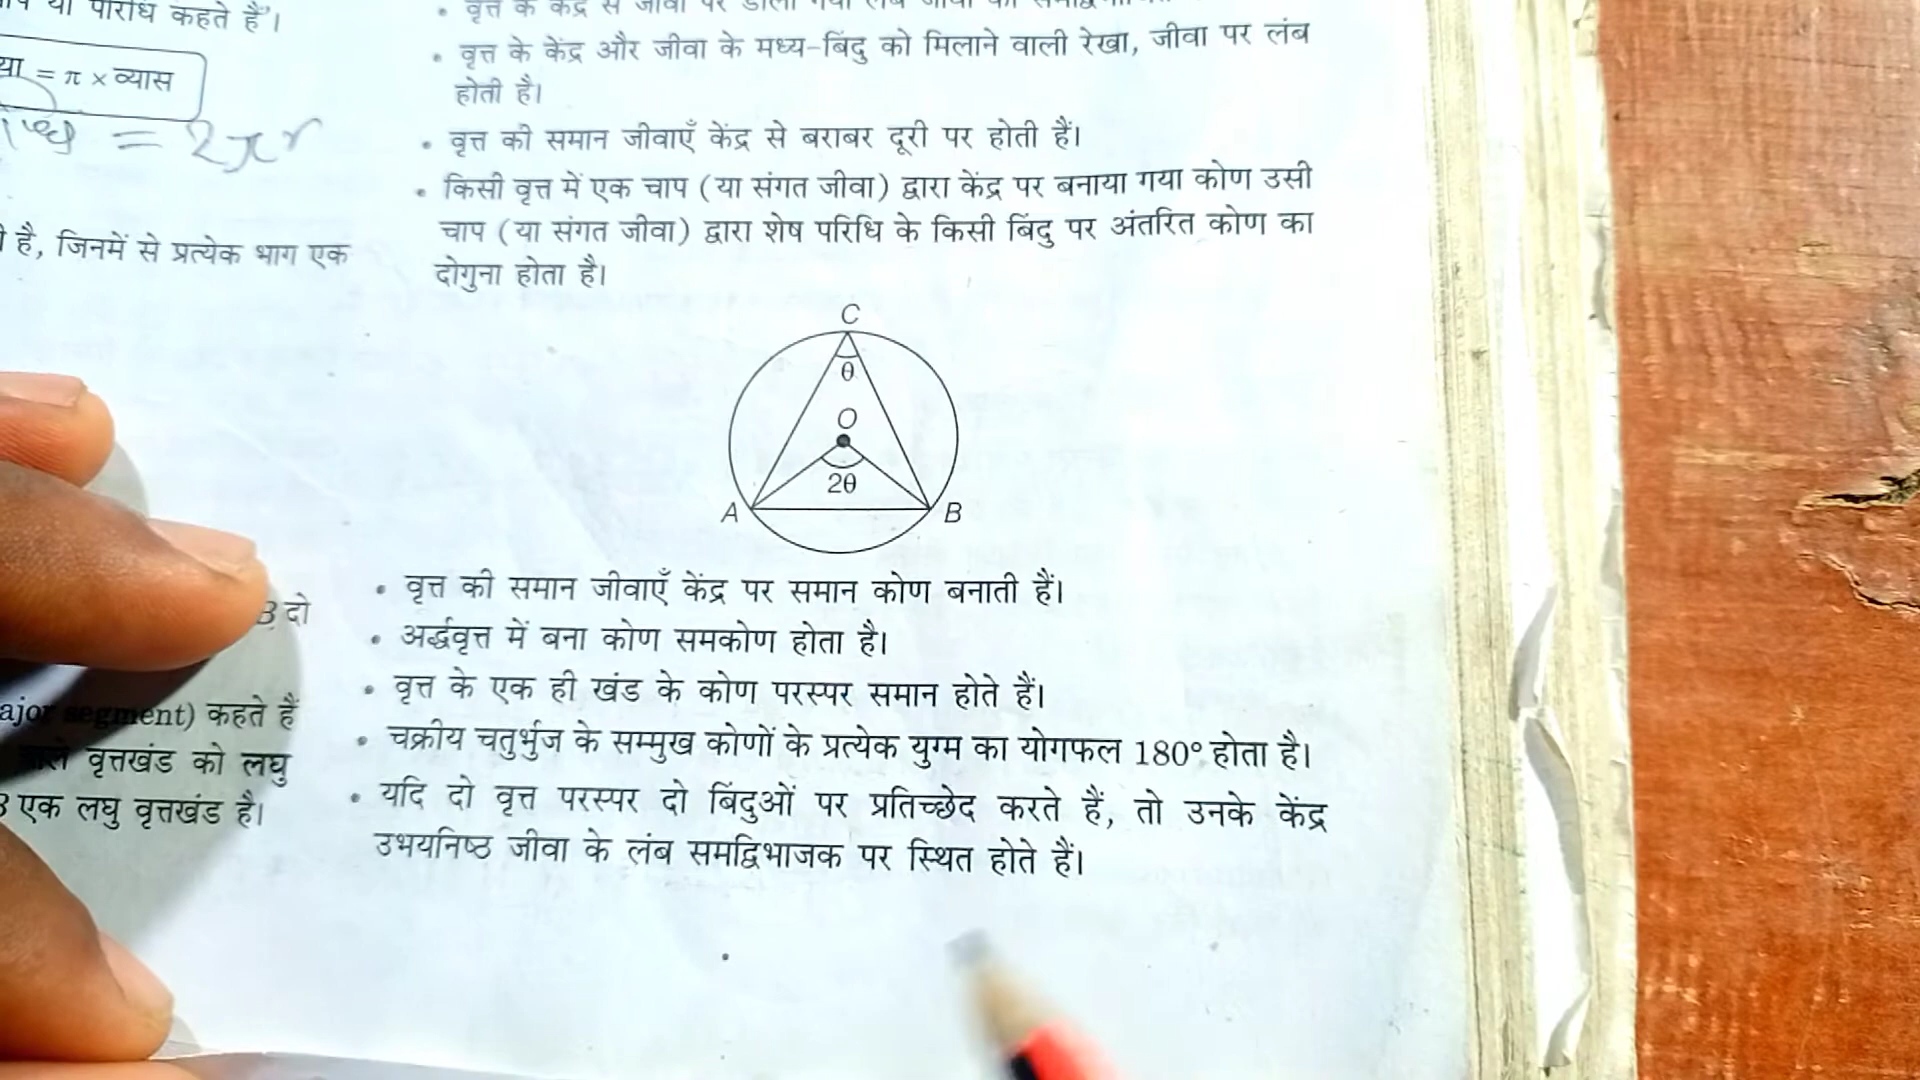 या परिधि कहते हैं'।
= π × व्यास
= 2πr
है, जिनमें से प्रत्येक भाग एक
B दो
ajor segment) कहते हैं
वाले वृत्तखंड को लघु
B एक लघु वृत्तखंड है।
• वृत्त के केंद्र से जीवा पर डाला गया लंब जीवा को
• वृत्त के केंद्र और जीवा के मध्य-बिंदु को मिलाने वाली रेखा, जीवा पर लंब
होती है।
• वृत्त की समान जीवाएँ केंद्र से बराबर दूरी पर होती हैं।
• किसी वृत्त में एक चाप (या संगत जीवा) द्वारा केंद्र पर बनाया गया कोण उसी
चाप (या संगत जीवा) द्वारा शेष परिधि के किसी बिंदु पर अंतरित कोण का
दोगुना होता है।
C
θ
O
2θ
A B
• वृत्त की समान जीवाएँ केंद्र पर समान कोण बनाती हैं।
• अर्द्धवृत्त में बना कोण समकोण होता है।
• वृत्त के एक ही खंड के कोण परस्पर समान होते हैं।
• चक्रीय चतुर्भुज के सम्मुख कोणों के प्रत्येक युग्म का योगफल 180° होता है।
• यदि दो वृत्त परस्पर दो बिंदुओं पर प्रतिच्छेद करते हैं, तो उनके केंद्र
उभयनिष्ठ जीवा के लंब समद्विभाजक पर स्थित होते हैं।